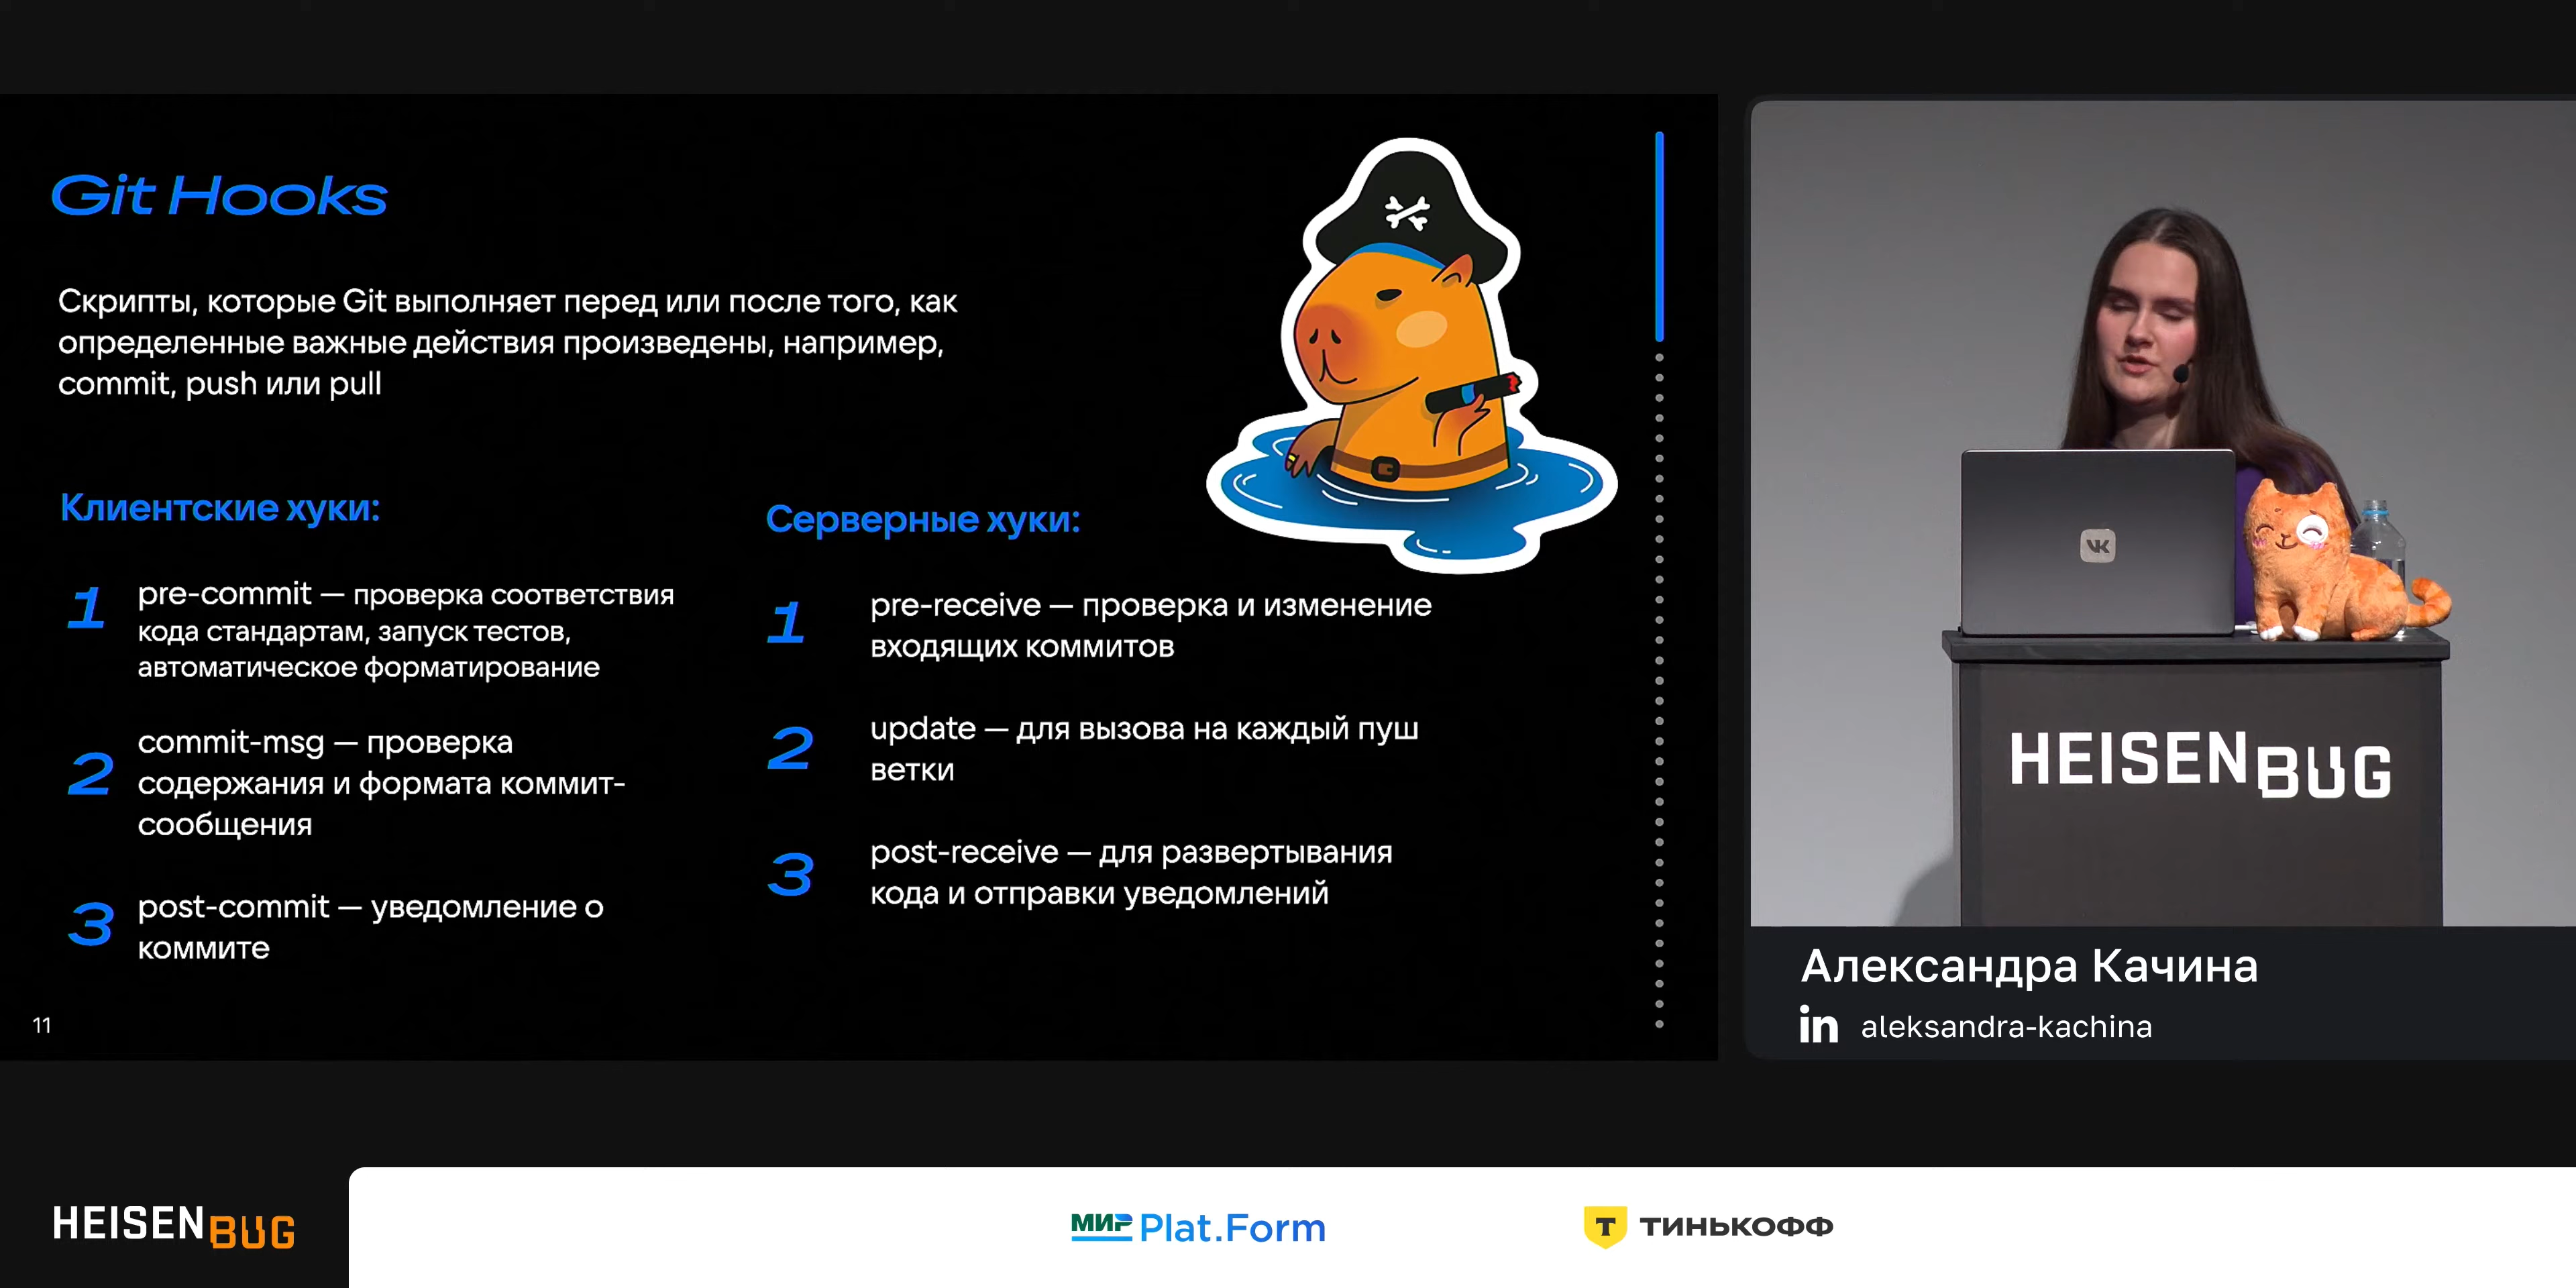 Git Hooks
Скрипты, которые Git выполняет перед или после того, как
определенные важные действия произведены, например,
commit, push или pull
Клиентские хуки:
1 pre-commit — проверка соответствия
кода стандартам, запуск тестов,
автоматическое форматирование
2 commit-msg — проверка
содержания и формата коммит-
сообщения
3 post-commit — уведомление о
коммите
Серверные хуки:
1 pre-receive — проверка и изменение
входящих коммитов
2 update — для вызова на каждый пуш
ветки
3 post-receive — для развертывания
кода и отправки уведомлений
11
VK
HEISENBUG
Александра Качина
in aleksandra-kachina
HEISENBUG
МИР Plat.Form
Т ТИНЬКОФФ